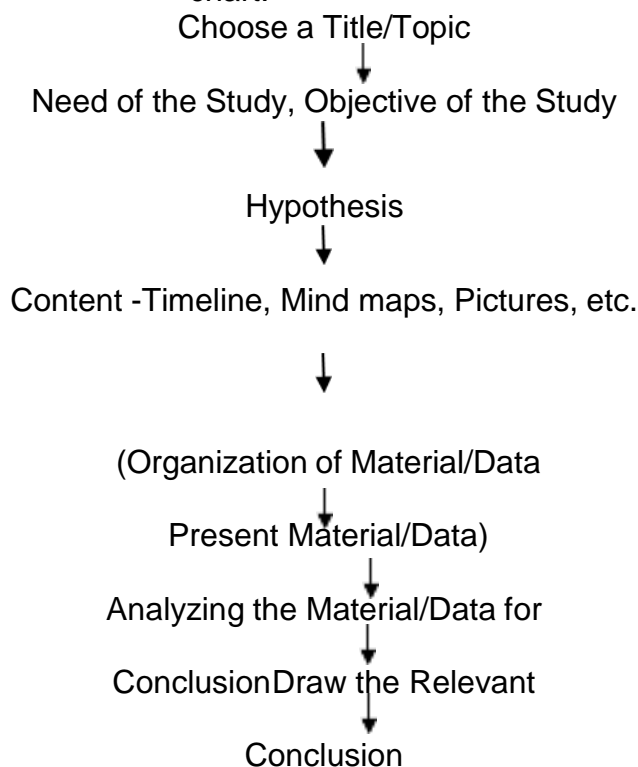 Choose a Title/Topic
Need of the Study, Objective of the Study
Hypothesis
Content -Timeline, Mind maps, Pictures, etc.
(Organization of Material/Data
Present Material/Data)
Analyzing the Material/Data for
ConclusionDraw the Relevant
Conclusion